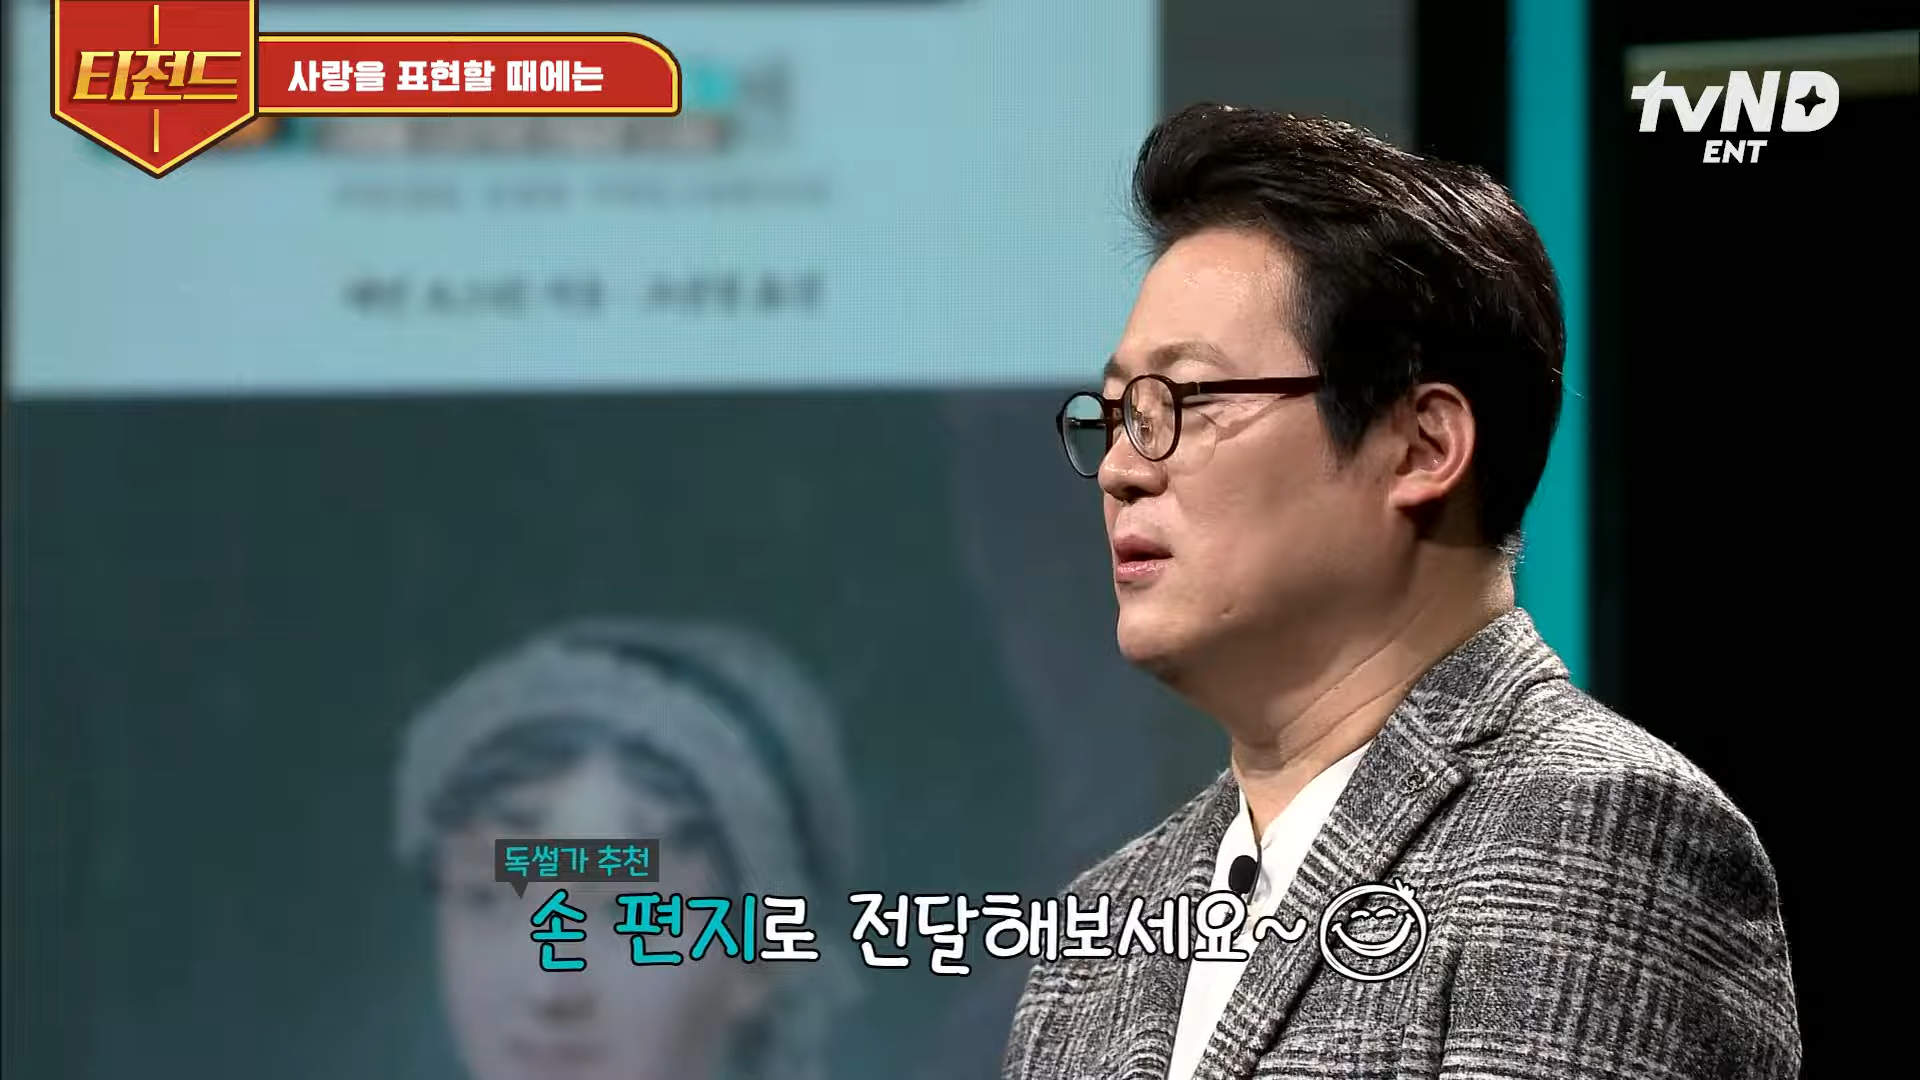 티전드
사랑을 표현할 때에는
tvND
ENT
독썰가 추천
손 편지로 전달해보세요~